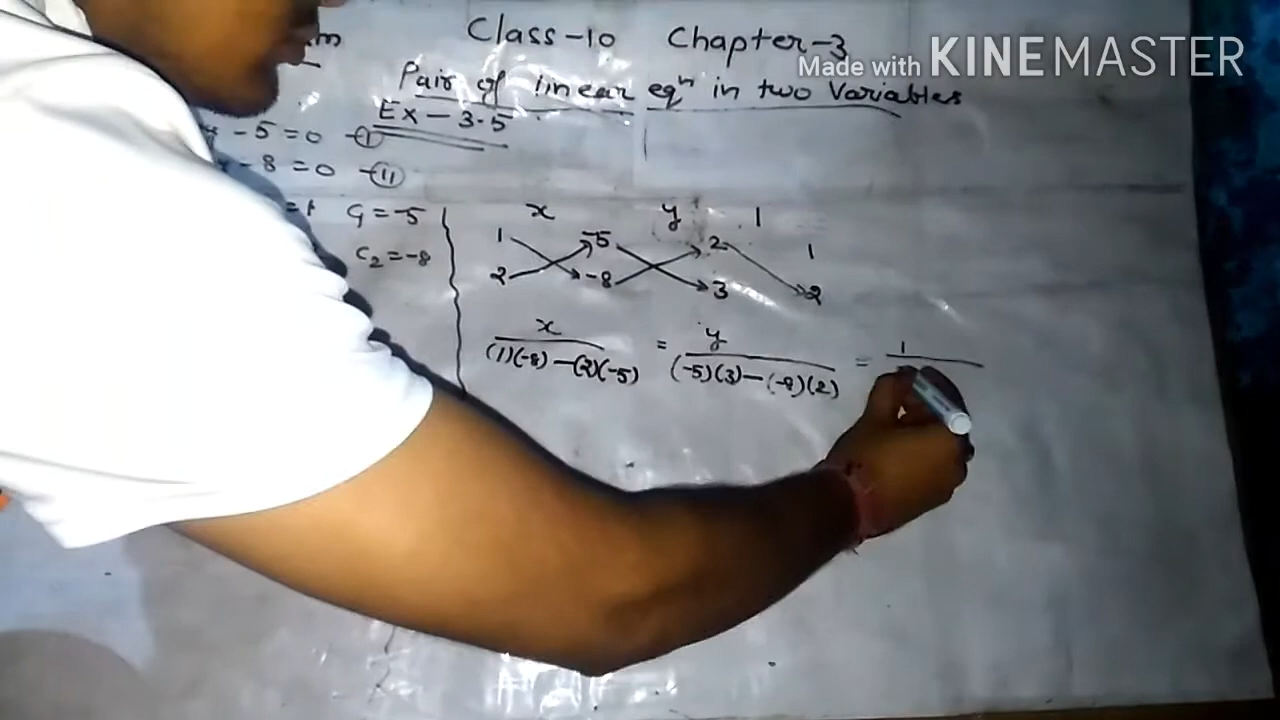 Class-10 Chapter-3
Made with KINEMASTER
Pair of linear eqⁿ in two Variables
Ex-3.5
-5=0 -Ⓘ
-8=0 -(11)
C₁=-5
C₂=-8
x y 1
1 -5 2 1
2 -8 3 2
x/(1)(-8)-(2)(-5) = y/(-5)(3)-(-8)(2) = 1/